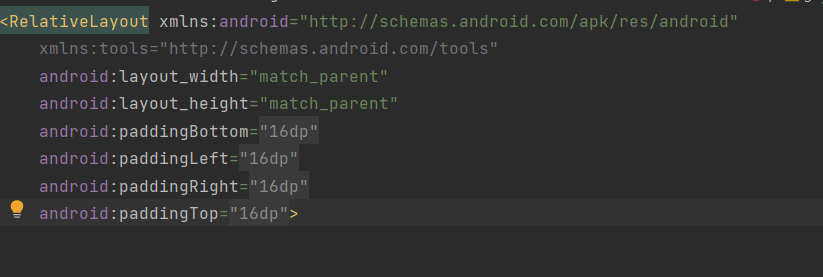 <RelativeLayout xmlns:android="http://schemas.android.com/apk/res/android"
xmlns:tools="http://schemas.android.com/tools"
android:layout_width="match_parent"
android:layout_height="match_parent"
android:paddingBottom="16dp"
android:paddingLeft="16dp"
android:paddingRight="16dp"
android:paddingTop="16dp">